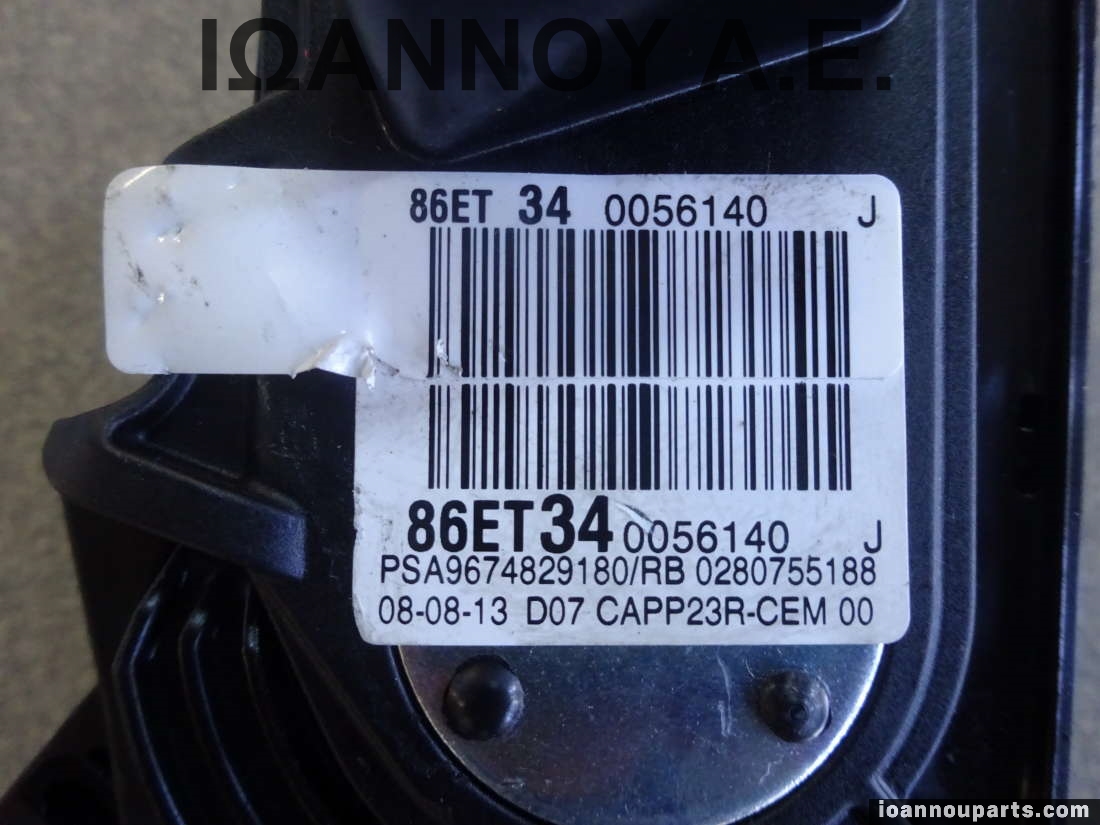 ΙΩΑΝΝΟΥ Α.Ε.
86ET 34 0056140 J
86ET34 0056140 J
PSA9674829180/RB 0280755188
08-08-13 D07 CAPP23R-CEM 00
ioannouparts.com